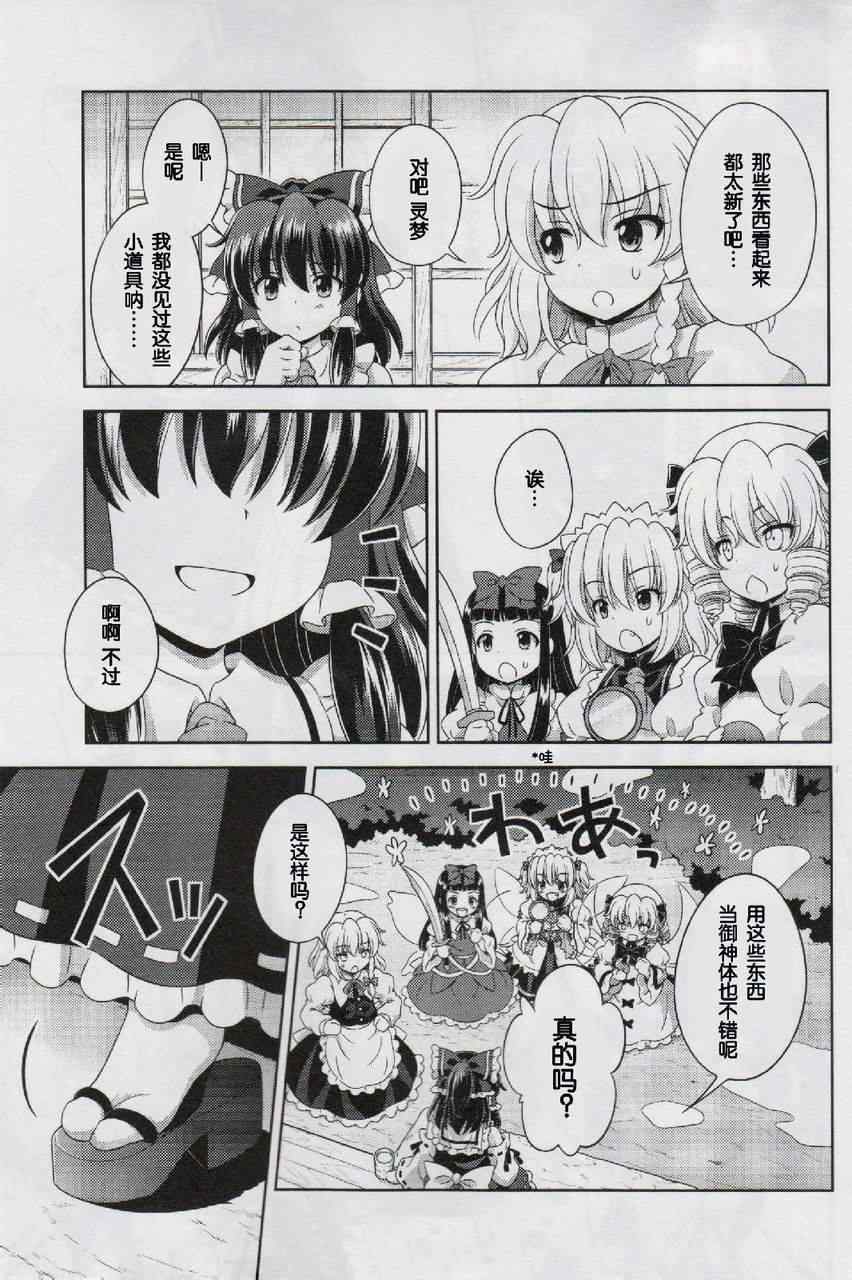 那些东西看起来
都太新了吧…
对吧 灵梦
嗯—
是呢
我都没见过这些
小道具呐……
诶…
啊啊 不过
*哇
わあぁっ
用这些东西
当御神体也不错呢
真的吗?
是这样吗?
スッ